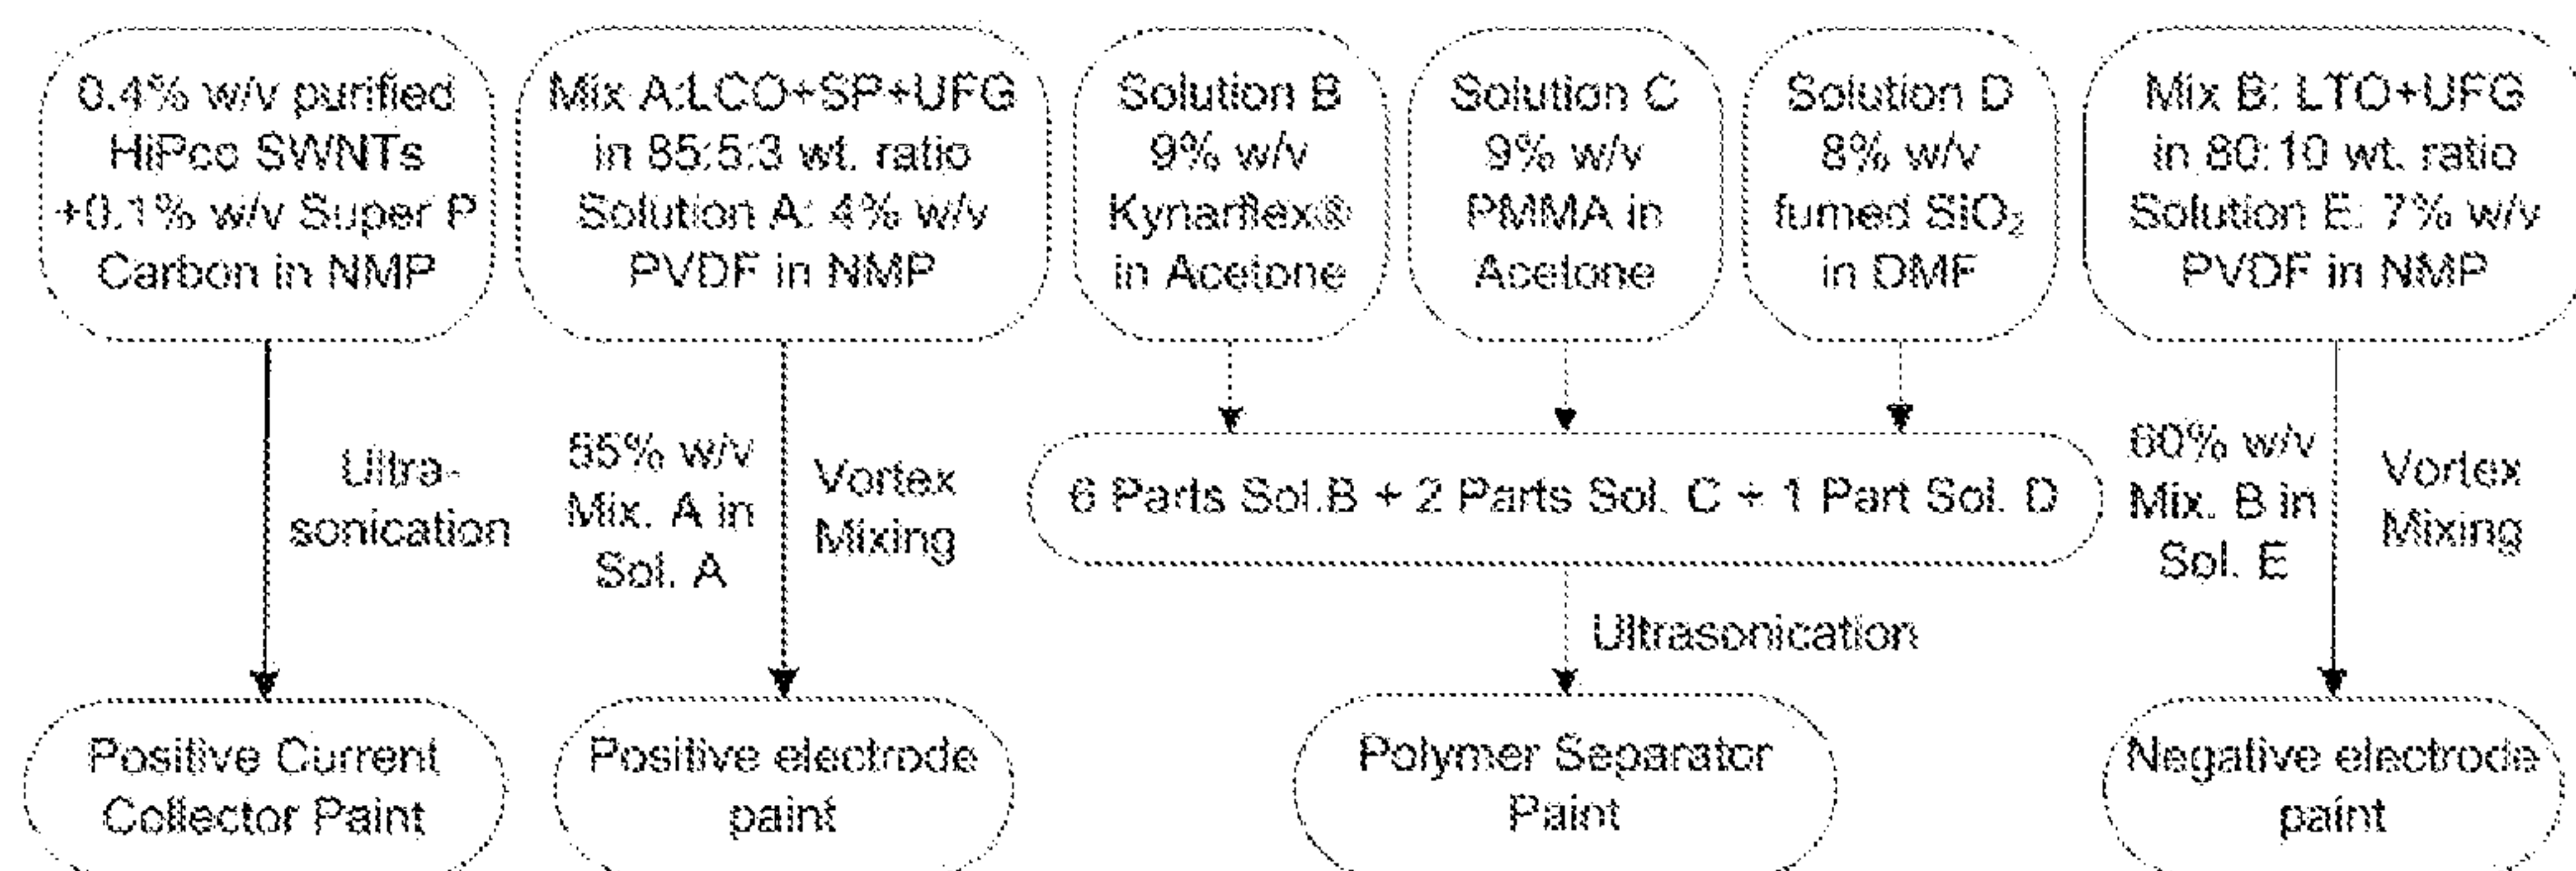 0.4% w/v purified
HiPco SWNTs
+0.1% w/v Super P
Carbon in NMP
Mix A:LCO+SP+UFG
in 85:5:3 wt. ratio
Solution A: 4% w/v
PVDF in NMP
Solution B
9% w/v
Kynarflex®
in Acetone
Solution C
9% w/v
PMMA in
Acetone
Solution D
8% w/v
fumed SiO₂
in DMF
Mix B: LTO+UFG
in 80:10 wt. ratio
Solution E: 7% w/v
PVDF in NMP
Ultra-
sonication
55% w/v
Mix. A in
Sol. A
Vortex
Mixing
6 Parts Sol.B + 2 Parts Sol. C + 1 Part Sol. D
60% w/v
Mix. B in
Sol. E
Vortex
Mixing
Ultrasonication
Positive Current
Collector Paint
Positive electrode
paint
Polymer Separator
Paint
Negative electrode
paint